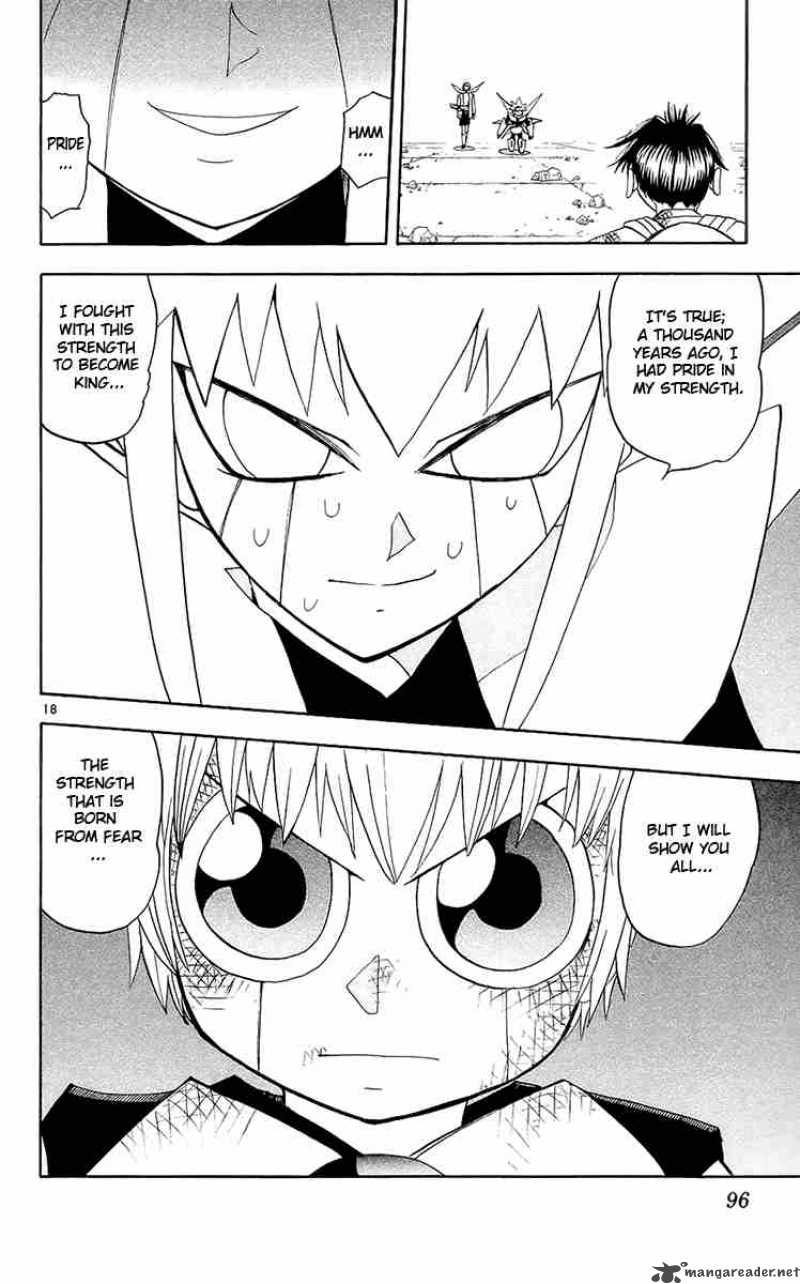 HMM
...
PRIDE
...
IT'S TRUE;
A THOUSAND
YEARS AGO, I
HAD PRIDE IN
MY STRENGTH.
I FOUGHT
WITH THIS
STRENGTH
TO BECOME
KING...
18
BUT I WILL
SHOW YOU
ALL...
THE
STRENGTH
THAT IS
BORN
FROM FEAR
...
96
mangareader.net